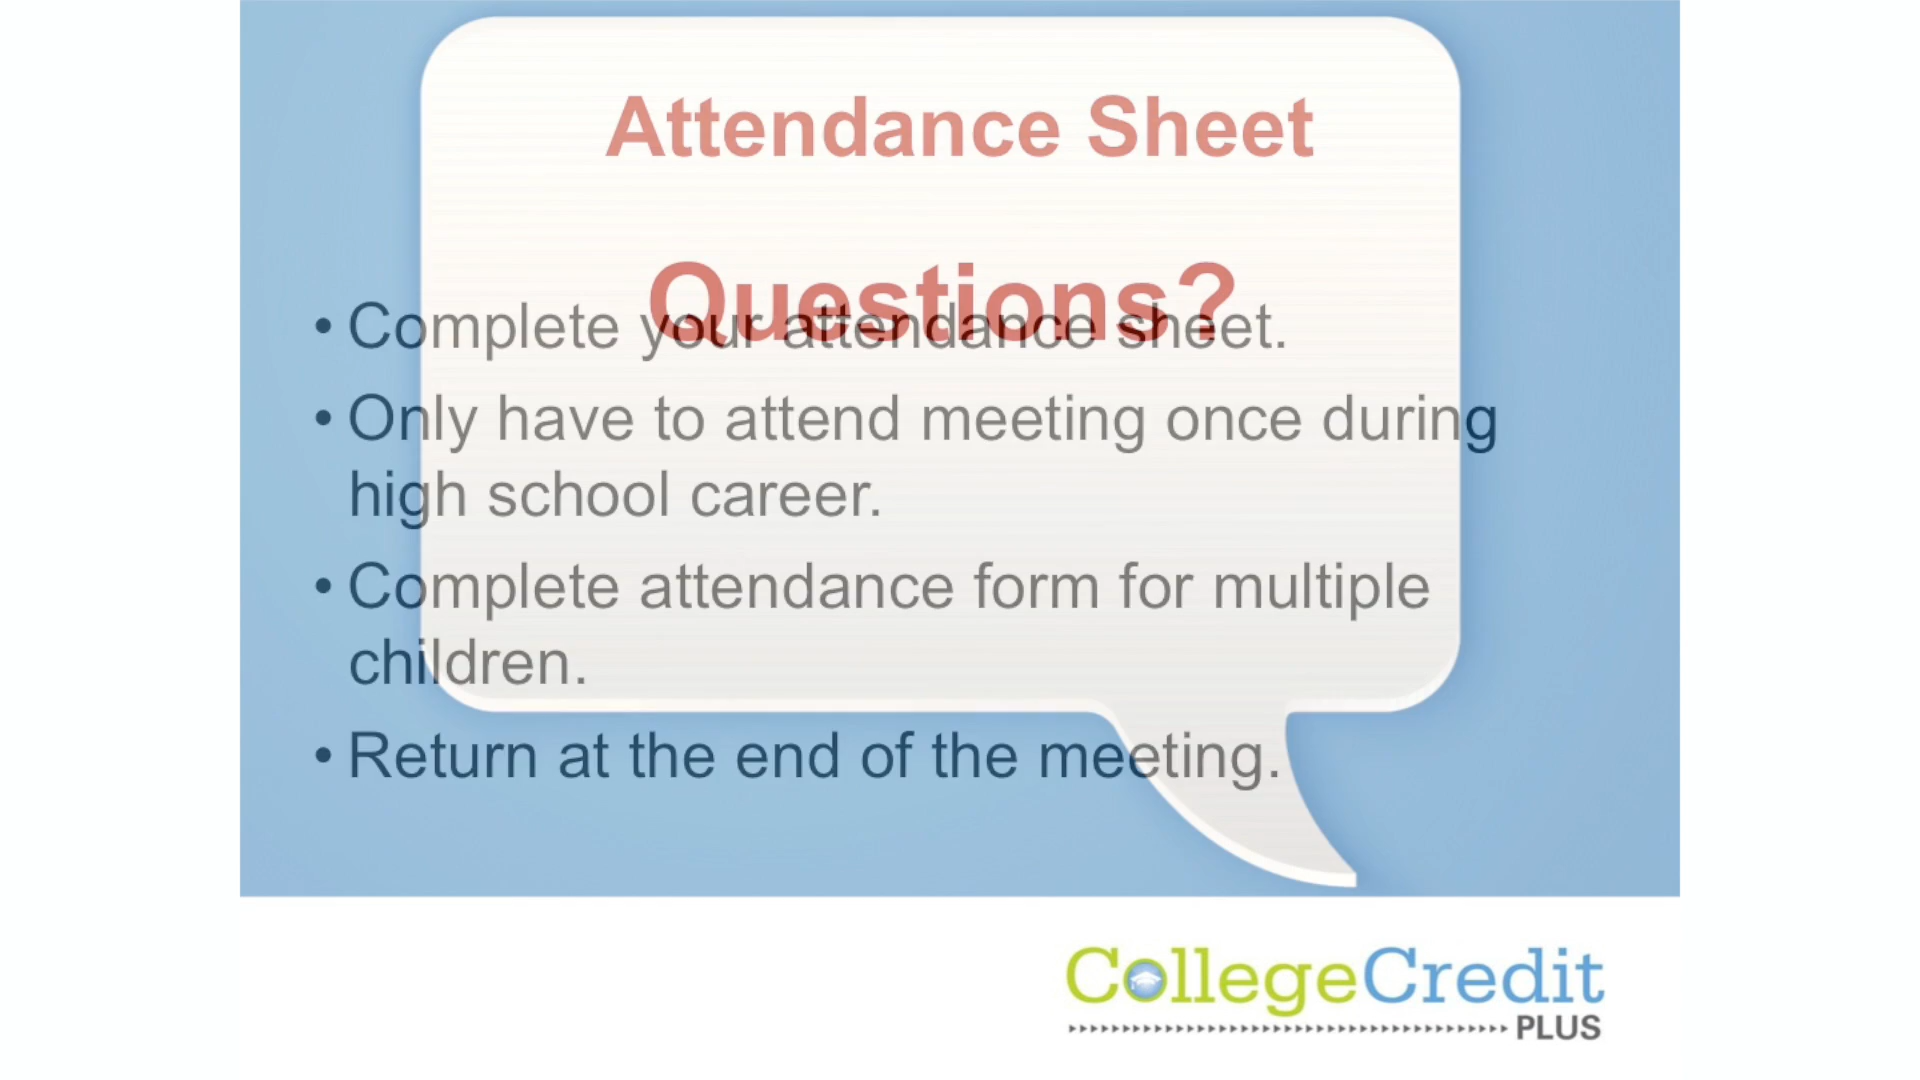 Attendance Sheet
Questions?
• Complete your attendance sheet.
• Only have to attend meeting once during
high school career.
• Complete attendance form for multiple
children.
• Return at the end of the meeting.
CollegeCredit
PLUS